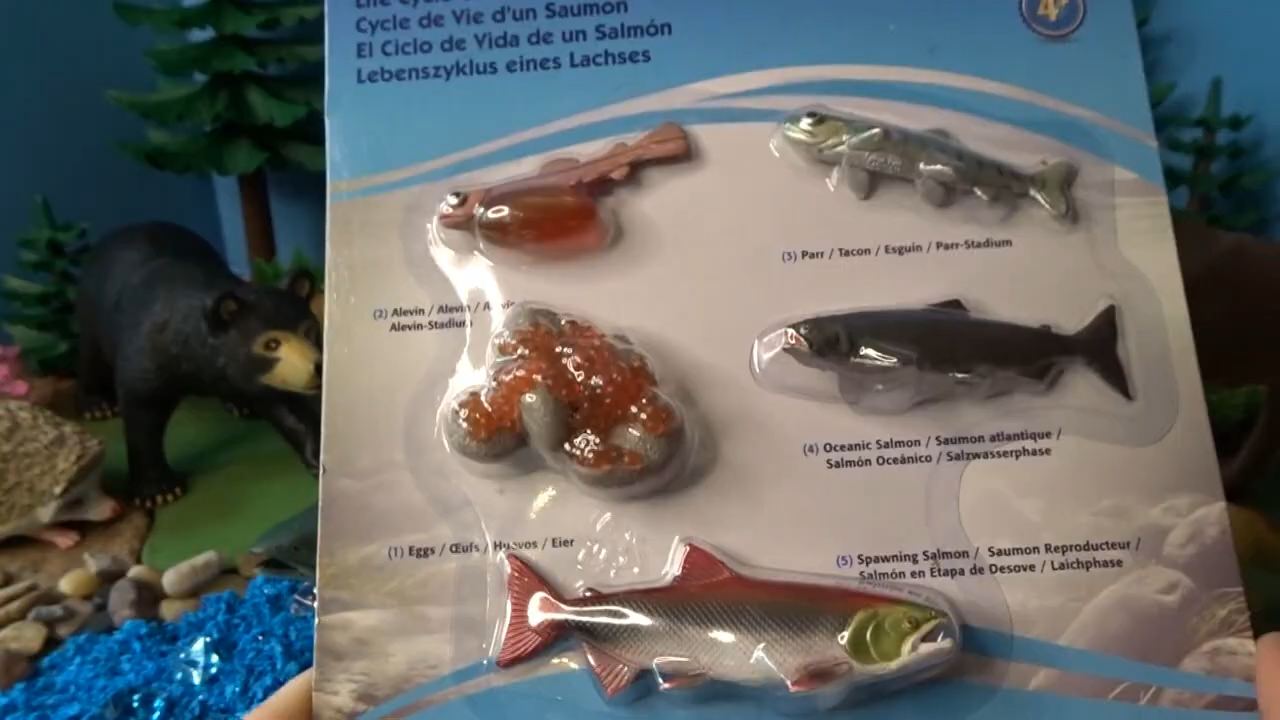 Cycle de Vie d'un Saumon
El Ciclo de Vida de un Salmón
Lebenszyklus eines Lachses
4+
(3) Parr / Tacon / Esguin / Parr-Stadium
(2) Alevin / Alevin /
Alevin-Stadium
(4) Oceanic Salmon / Saumon atlantique /
Salmón Oceánico / Salzwasserphase
(1) Eggs / Œufs / Huevos / Eier
(5) Spawning Salmon / Saumon Reproducteur /
Salmón en Etapa de Desove / Laichphase